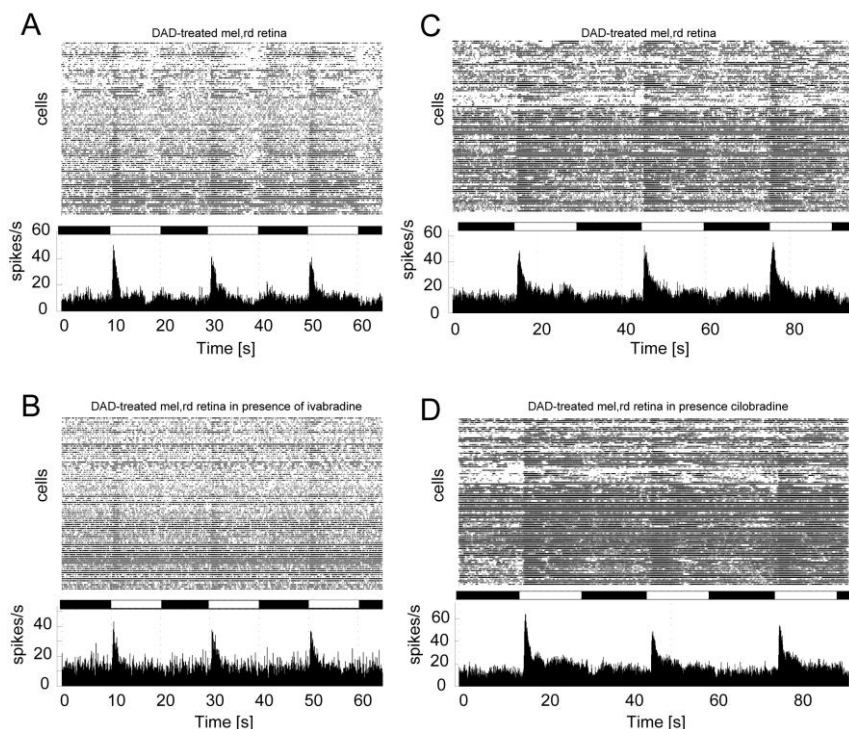 A
DAD-treated mel,rd retina
cells
spikes/s
60
40
20
0
0 10 20 30 40 50 60
Time [s]
B
DAD-treated mel,rd retina in presence of ivabradine
cells
spikes/s
60
40
20
0
0 10 20 30 40 50 60
Time [s]
C
DAD-treated mel,rd retina
cells
spikes/s
60
40
20
0
0 20 40 60 80
Time [s]
D
DAD-treated mel,rd retina in presence cilobradine
cells
spikes/s
60
40
20
0
0 20 40 60 80
Time [s]